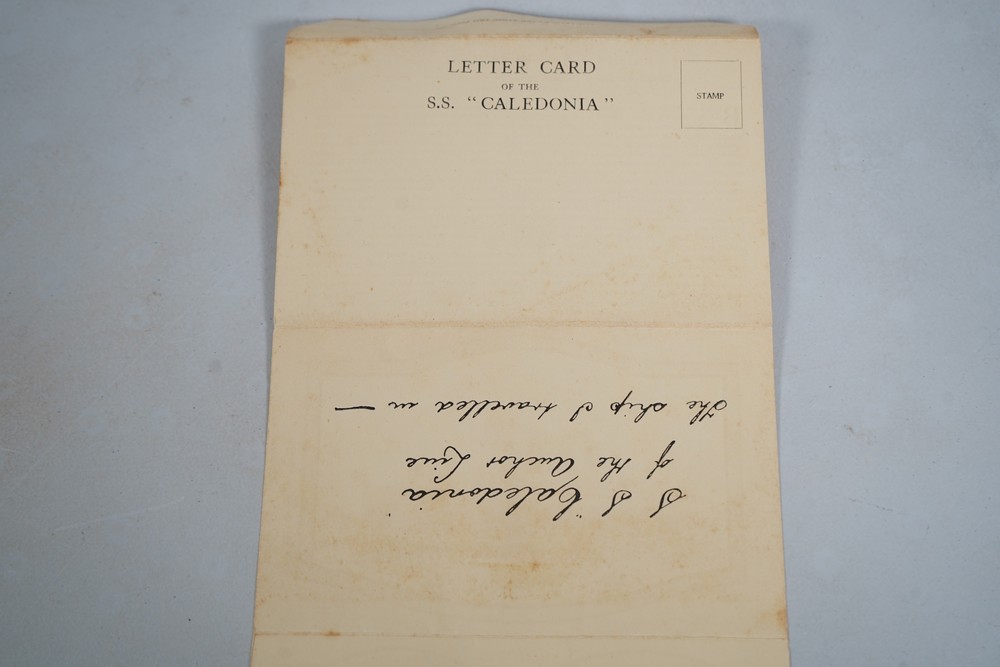 LETTER CARD
OF THE
S.S. “CALEDONIA”
STAMP
S S "Caledonia"
of the Anchor Line
The ship I travelled in —